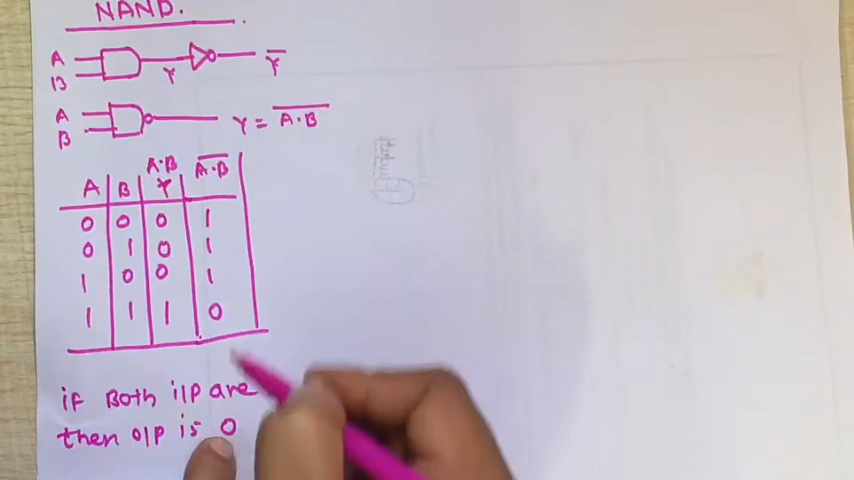 NAND.
A
B
Y
Y̅
A
B
Y = A̅·̅B̅
A B A·B Y A̅·̅B̅
0 0 0 1
0 1 0 1
1 0 0 1
1 1 1 0
if Both i/p are
then o/p is 0